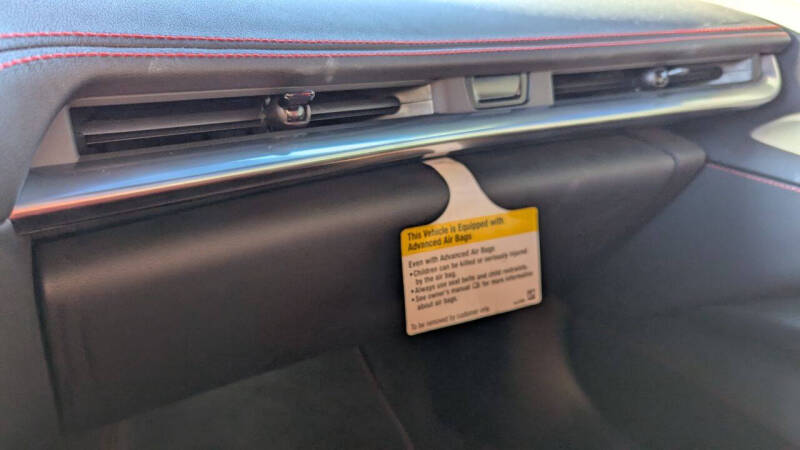 This Vehicle is Equipped with
Advanced Air Bags
Even with Advanced Air Bags
• Children can be killed or seriously injured
by the air bag.
• Always use seat belts and child restraints.
• See owner's manual for more information
about air bags.
To be removed by customer only.